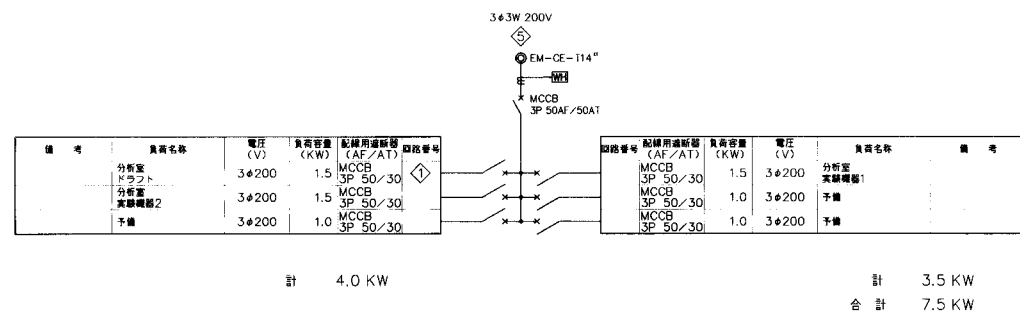 3φ3W 200V
5
EM-CE-T14□
WH
MCCB
3P 50AF/50AT
備 考 負荷名称 電圧 (V) 負荷容量 (KW) 配線用遮断器 (AF/AT) 回路番号
分析室 ドラフト 3φ200 1.5 MCCB 3P 50/30 1
分析室 実験機器2 3φ200 1.5 MCCB 3P 50/30
予備 3φ200 1.0 MCCB 3P 50/30
計 4.0 KW
回路番号 配線用遮断器 (AF/AT) 負荷容量 (KW) 電圧 (V) 負荷名称 備 考
MCCB 3P 50/30 1.5 3φ200 分析室 実験機器1
MCCB 3P 50/30 1.0 3φ200 予備
MCCB 3P 50/30 1.0 3φ200 予備
計 3.5 KW
合 計 7.5 KW